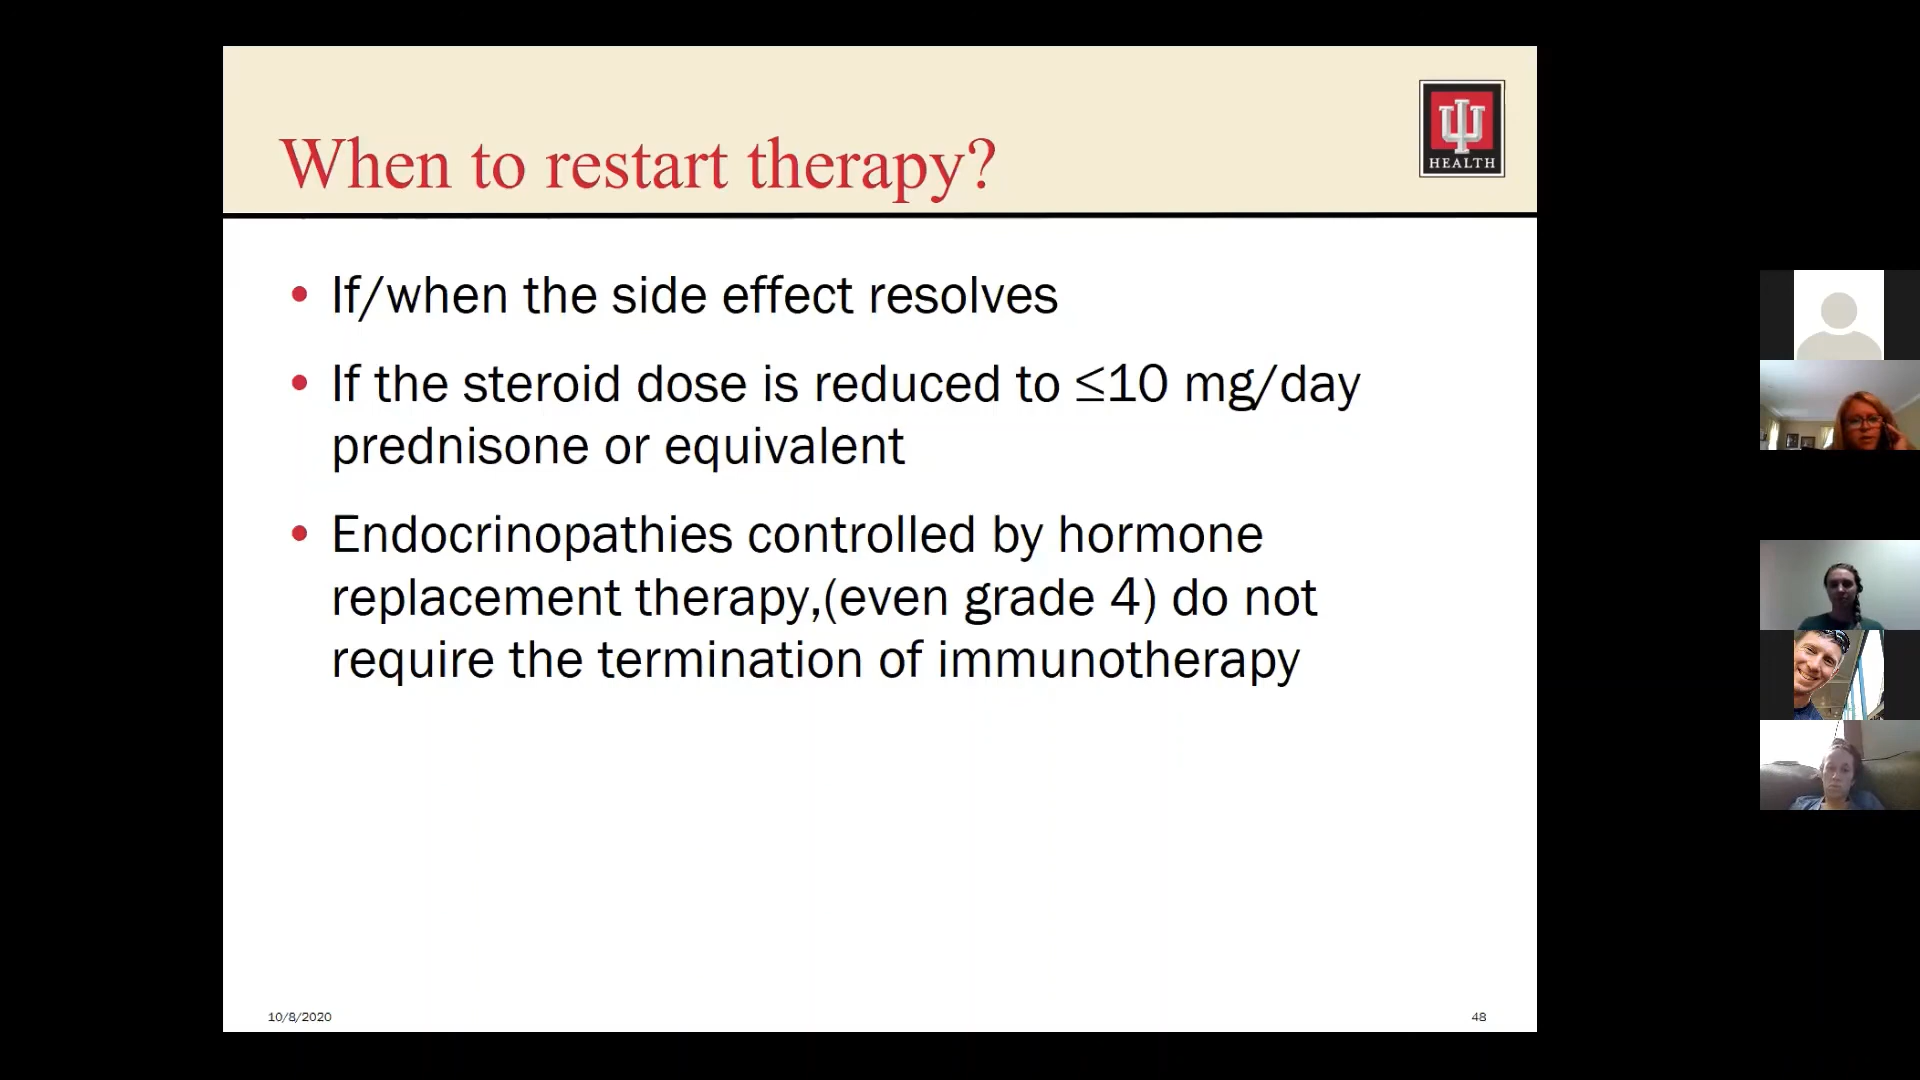 When to restart therapy?
HEALTH
• If/when the side effect resolves
• If the steroid dose is reduced to ≤10 mg/day
prednisone or equivalent
• Endocrinopathies controlled by hormone
replacement therapy,(even grade 4) do not
require the termination of immunotherapy
10/8/2020
48